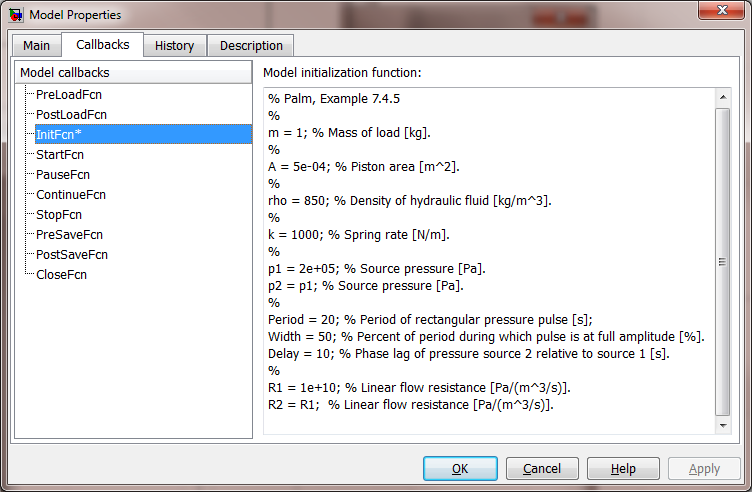 Model Properties
Main
Callbacks
History
Description
Model callbacks
PreLoadFcn
PostLoadFcn
InitFcn*
StartFcn
PauseFcn
ContinueFcn
StopFcn
PreSaveFcn
PostSaveFcn
CloseFcn
Model initialization function:
% Palm, Example 7.4.5
%
m = 1; % Mass of load [kg].
%
A = 5e-04; % Piston area [m^2].
%
rho = 850; % Density of hydraulic fluid [kg/m^3].
%
k = 1000; % Spring rate [N/m].
%
p1 = 2e+05; % Source pressure [Pa].
p2 = p1; % Source pressure [Pa].
%
Period = 20; % Period of rectangular pressure pulse [s];
Width = 50; % Percent of period during which pulse is at full amplitude [%].
Delay = 10; % Phase lag of pressure source 2 relative to source 1 [s].
%
R1 = 1e+10; % Linear flow resistance [Pa/(m^3/s)].
R2 = R1;  % Linear flow resistance [Pa/(m^3/s)].
OK
Cancel
Help
Apply